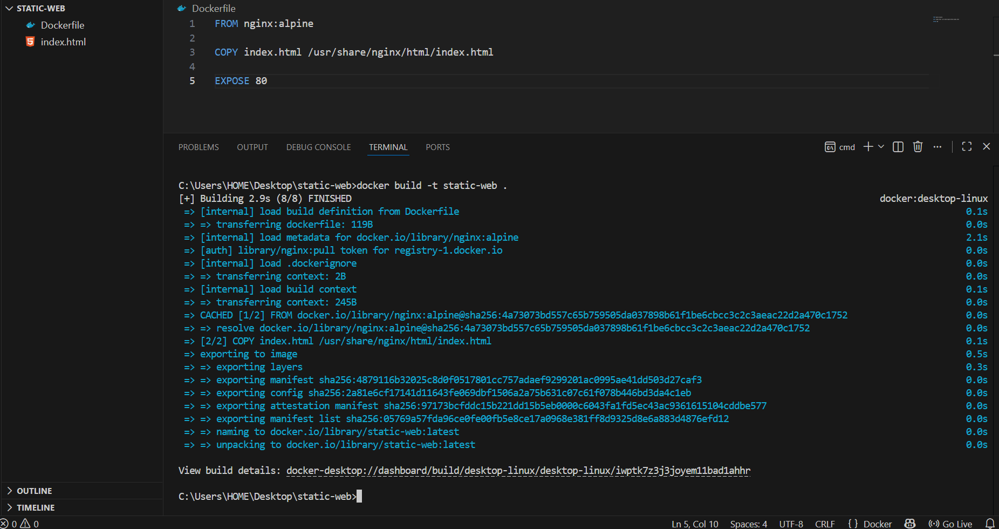 STATIC-WEB
Dockerfile
index.html
Dockerfile
1 FROM nginx:alpine
2
3 COPY index.html /usr/share/nginx/html/index.html
4
5 EXPOSE 80
PROBLEMS OUTPUT DEBUG CONSOLE TERMINAL PORTS
cmd
C:\Users\HOME\Desktop\static-web>docker build -t static-web .
[+] Building 2.9s (8/8) FINISHED docker:desktop-linux
=> [internal] load build definition from Dockerfile 0.1s
=> => transferring dockerfile: 119B 0.0s
=> [internal] load metadata for docker.io/library/nginx:alpine 2.1s
=> [auth] library/nginx:pull token for registry-1.docker.io 0.0s
=> [internal] load .dockerignore 0.0s
=> => transferring context: 2B 0.0s
=> [internal] load build context 0.1s
=> => transferring context: 245B 0.0s
=> CACHED [1/2] FROM docker.io/library/nginx:alpine@sha256:4a73073bd557c65b759505da037898b61f1be6cbcc3c2c3aeac22d2a470c1752 0.0s
=> => resolve docker.io/library/nginx:alpine@sha256:4a73073bd557c65b759505da037898b61f1be6cbcc3c2c3aeac22d2a470c1752 0.0s
=> [2/2] COPY index.html /usr/share/nginx/html/index.html 0.1s
=> exporting to image 0.5s
=> => exporting layers 0.3s
=> => exporting manifest sha256:4879116b32025c8d0f0517801cc757adaef9299201ac0995ae41dd503d27caf3 0.0s
=> => exporting config sha256:2a81e6cf17141d11643fe069dbf1506a2a75b631c07c61f078b446bd3da4c1eb 0.0s
=> => exporting attestation manifest sha256:97173bcfddc15b221dd15b5eb0000c6043fa1fd5ec43ac9361615104cddbe577 0.0s
=> => exporting manifest list sha256:05769a57fda96ce0fe00fb5e8ce17a0968e381ff8d9325d8e6a883d4876efd12 0.0s
=> => naming to docker.io/library/static-web:latest 0.0s
=> => unpacking to docker.io/library/static-web:latest 0.0s
View build details: docker-desktop://dashboard/build/desktop-linux/desktop-linux/iwptk7z3j3joyem11bad1ahhr
C:\Users\HOME\Desktop\static-web>
OUTLINE
TIMELINE
0 0 Ln 5, Col 10 Spaces: 4 UTF-8 CRLF { } Docker Go Live